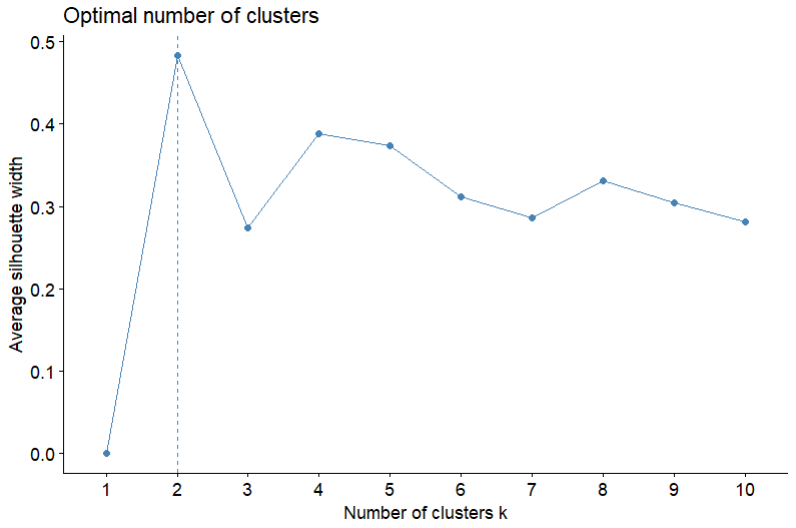 Optimal number of clusters
Average silhouette width
0.5
0.4
0.3
0.2
0.1
0.0
1 2 3 4 5 6 7 8 9 10
Number of clusters k